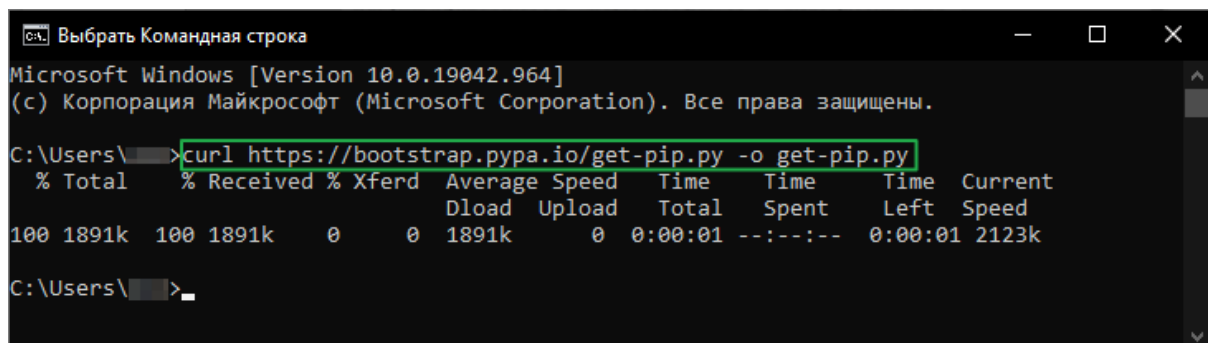 Выбрать Командная строка
Microsoft Windows [Version 10.0.19042.964]
(c) Корпорация Майкрософт (Microsoft Corporation). Все права защищены.
C:\Users\ >curl https://bootstrap.pypa.io/get-pip.py -o get-pip.py
% Total % Received % Xferd Average Speed Time Time Time Current
Dload Upload Total Spent Left Speed
100 1891k 100 1891k 0 0 1891k 0 0:00:01 --:--:-- 0:00:01 2123k
C:\Users\ >